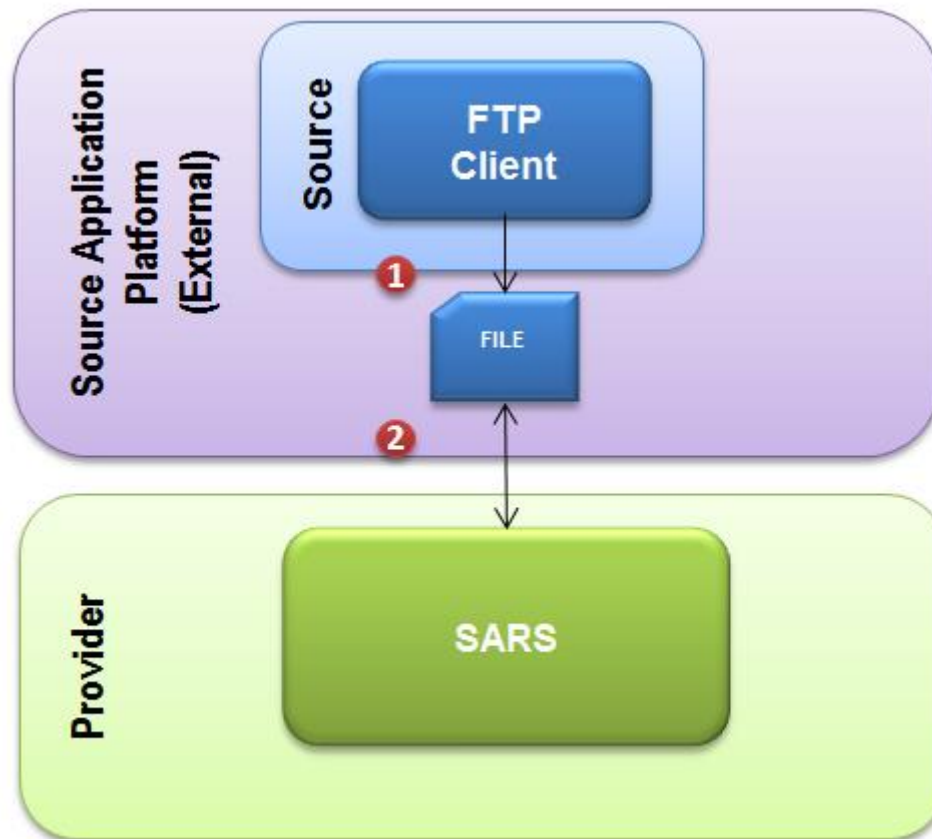 Source Application
Platform
(External)
Source
FTP
Client
1
FILE
2
Provider
SARS